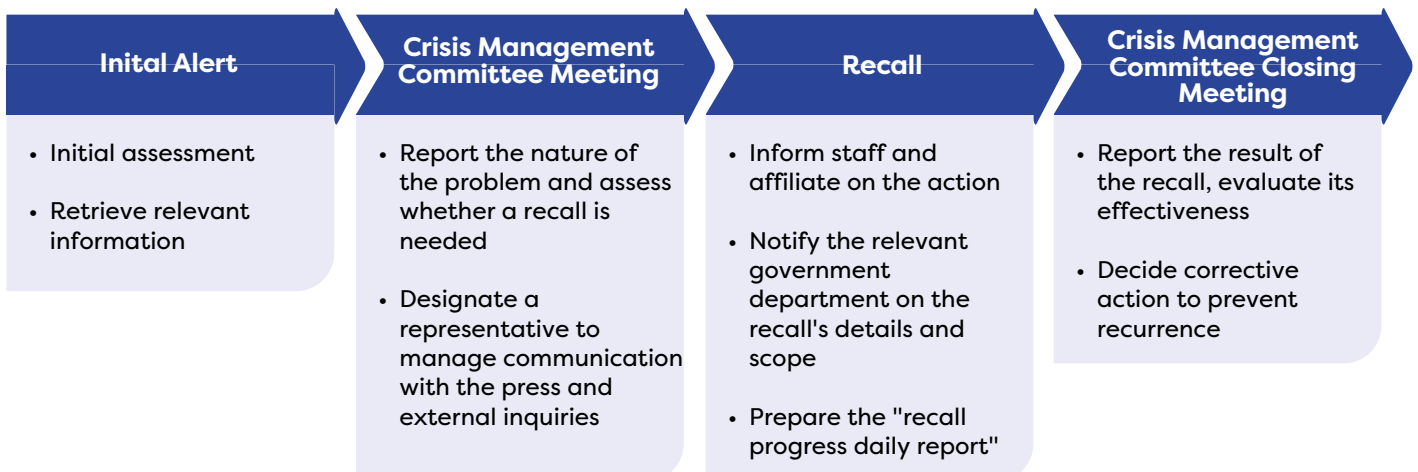 Inital Alert
• Initial assessment
• Retrieve relevant
information
Crisis Management
Committee Meeting
• Report the nature of
the problem and assess
whether a recall is
needed
• Designate a
representative to
manage communication
with the press and
external inquiries
Recall
• Inform staff and
affiliate on the action
• Notify the relevant
government
department on the
recall's details and
scope
• Prepare the "recall
progress daily report"
Crisis Management
Committee Closing
Meeting
• Report the result of
the recall, evaluate its
effectiveness
• Decide corrective
action to prevent
recurrence